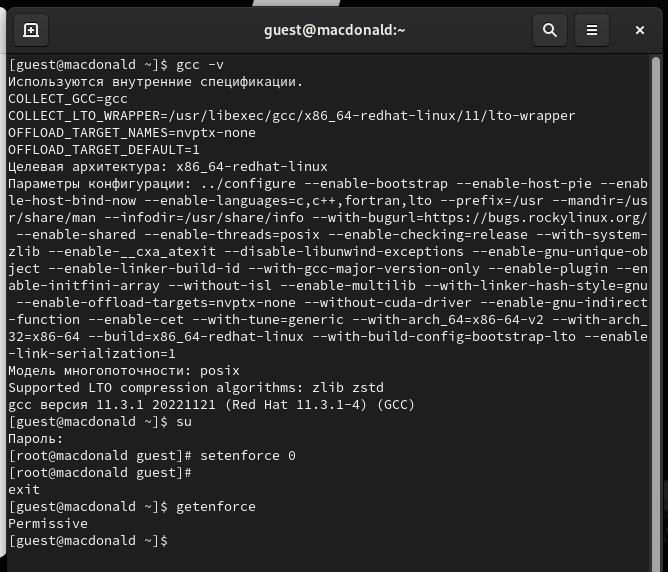 guest@macdonald:~
[guest@macdonald ~]$ gcc -v
Используются внутренние спецификации.
COLLECT_GCC=gcc
COLLECT_LTO_WRAPPER=/usr/libexec/gcc/x86_64-redhat-linux/11/lto-wrapper
OFFLOAD_TARGET_NAMES=nvptx-none
OFFLOAD_TARGET_DEFAULT=1
Целевая архитектура: x86_64-redhat-linux
Параметры конфигурации: ../configure --enable-bootstrap --enable-host-pie --enab
le-host-bind-now --enable-languages=c,c++,fortran,lto --prefix=/usr --mandir=/us
r/share/man --infodir=/usr/share/info --with-bugurl=https://bugs.rockylinux.org/
 --enable-shared --enable-threads=posix --enable-checking=release --with-system-
zlib --enable-__cxa_atexit --disable-libunwind-exceptions --enable-gnu-unique-ob
ject --enable-linker-build-id --with-gcc-major-version-only --enable-plugin --en
able-initfini-array --without-isl --enable-multilib --with-linker-hash-style=gnu
 --enable-offload-targets=nvptx-none --without-cuda-driver --enable-gnu-indirect
-function --enable-cet --with-tune=generic --with-arch_64=x86-64-v2 --with-arch_
32=x86-64 --build=x86_64-redhat-linux --with-build-config=bootstrap-lto --enable
-link-serialization=1
Модель многопоточности: posix
Supported LTO compression algorithms: zlib zstd
gcc версия 11.3.1 20221121 (Red Hat 11.3.1-4) (GCC)
[guest@macdonald ~]$ su
Пароль:
[root@macdonald guest]# setenforce 0
[root@macdonald guest]#
exit
[guest@macdonald ~]$ getenforce
Permissive
[guest@macdonald ~]$